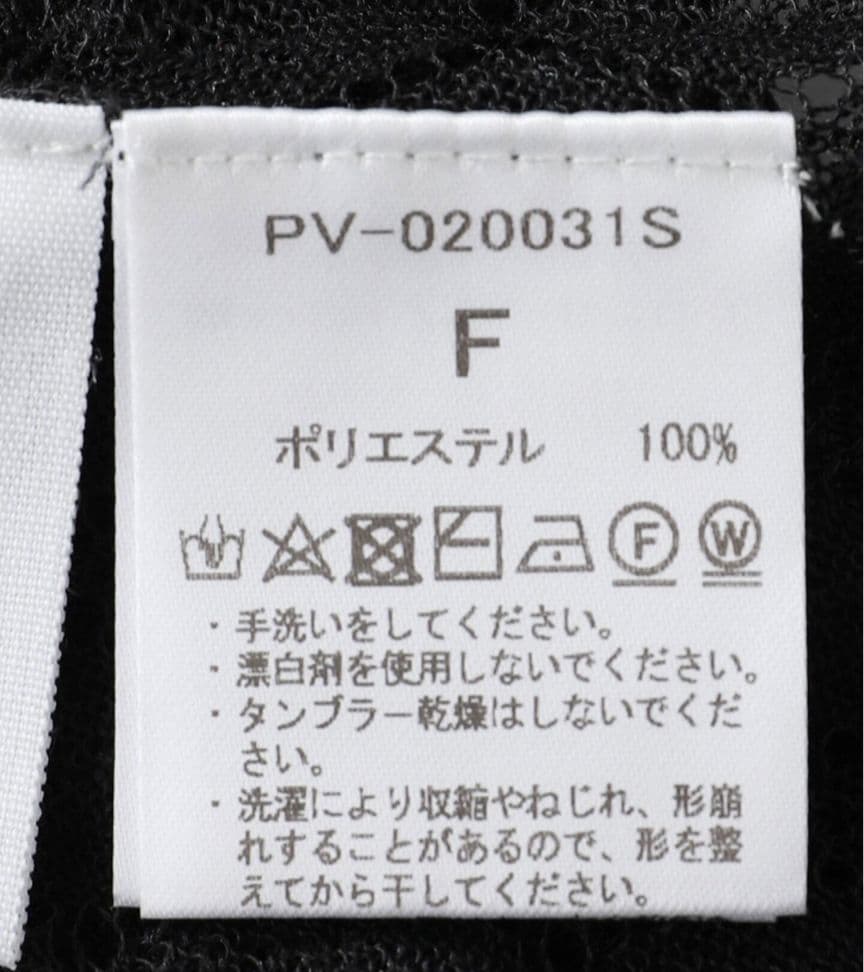 PV-020031S
F
ポリエステル 100%
F W
・手洗いをしてください。
・漂白剤を使用しないでください。
・タンブラー乾燥はしないでくだ
さい。
・洗濯により収縮やねじれ、形崩
れすることがあるので、形を整
えてから干してください。